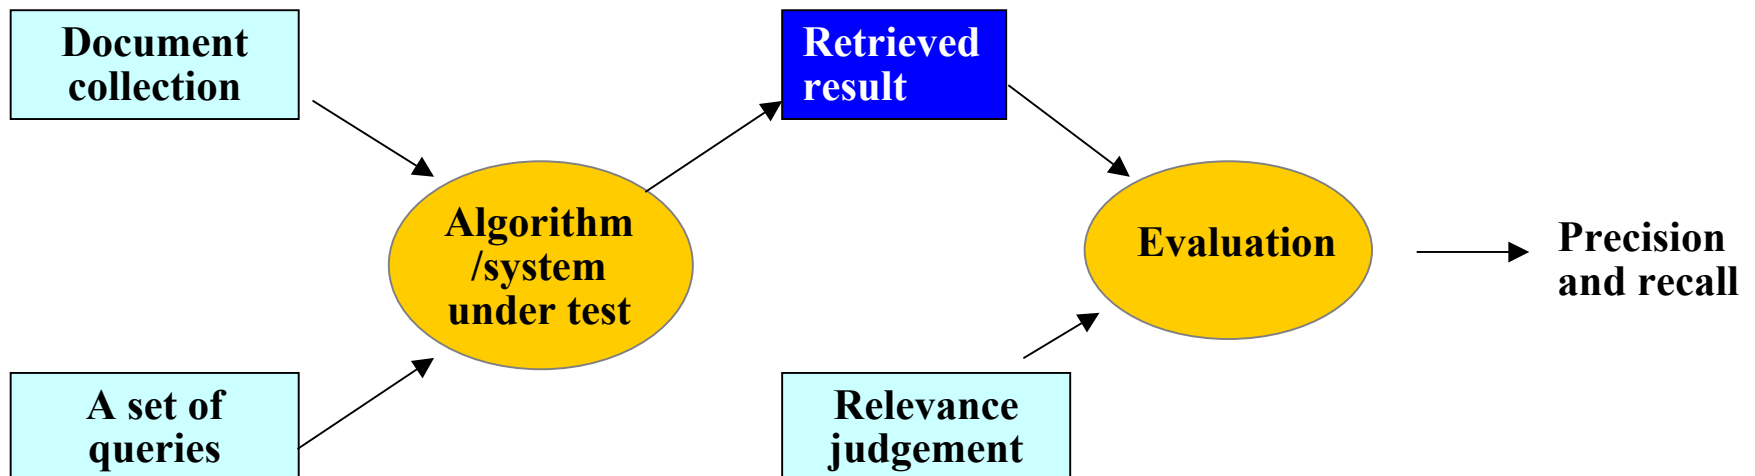 Document
collection
Retrieved
result
Algorithm
/system
under test
Evaluation
Precision
and recall
A set of
queries
Relevance
judgement